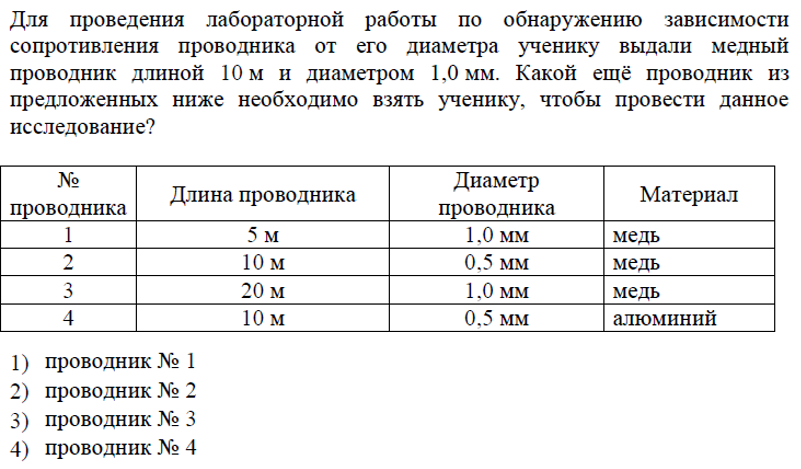 Для проведения лабораторной работы по обнаружению зависимости
сопротивления проводника от его диаметра ученику выдали медный
проводник длиной 10 м и диаметром 1,0 мм. Какой ещё проводник из
предложенных ниже необходимо взять ученику, чтобы провести данное
исследование?
№ проводника Длина проводника Диаметр проводника Материал
1 5 м 1,0 мм медь
2 10 м 0,5 мм медь
3 20 м 1,0 мм медь
4 10 м 0,5 мм алюминий
1) проводник № 1
2) проводник № 2
3) проводник № 3
4) проводник № 4